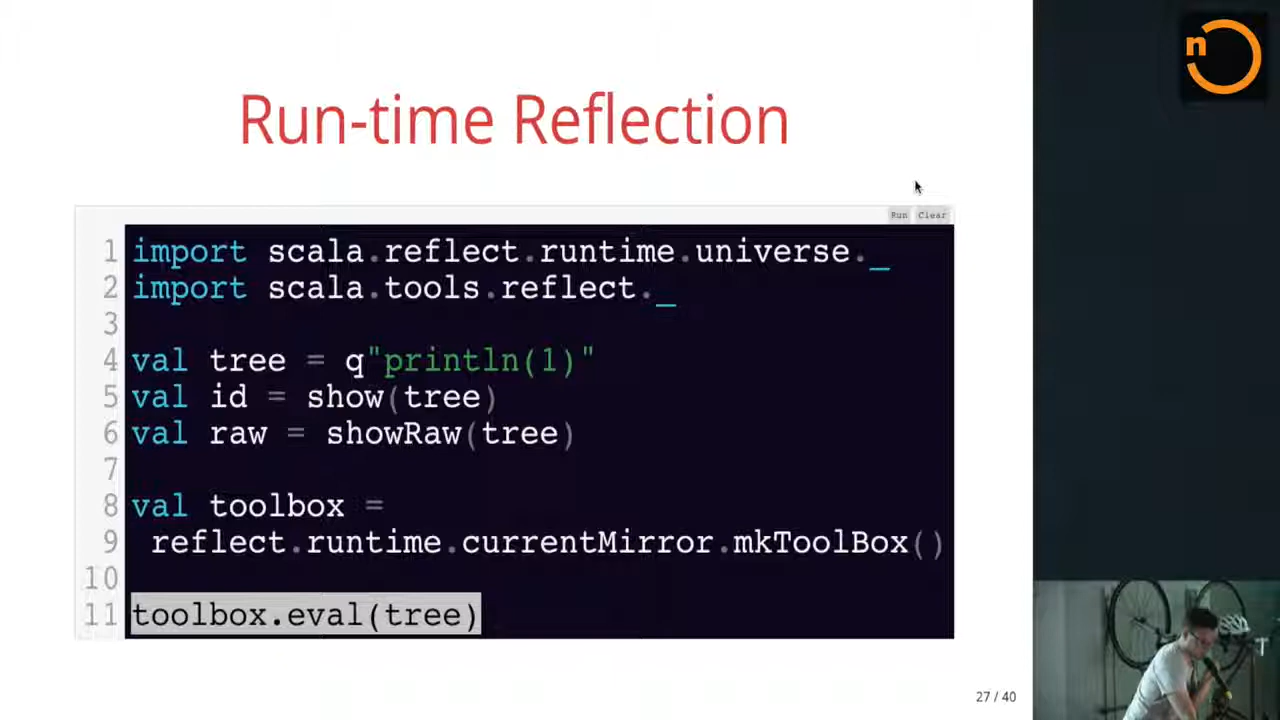 n
Run-time Reflection
Run Clear
1 import scala.reflect.runtime.universe._
2 import scala.tools.reflect._
3
4 val tree = q"println(1)"
5 val id = show(tree)
6 val raw = showRaw(tree)
7
8 val toolbox =
9 reflect.runtime.currentMirror.mkToolBox()
10
11 toolbox.eval(tree)
27 / 40